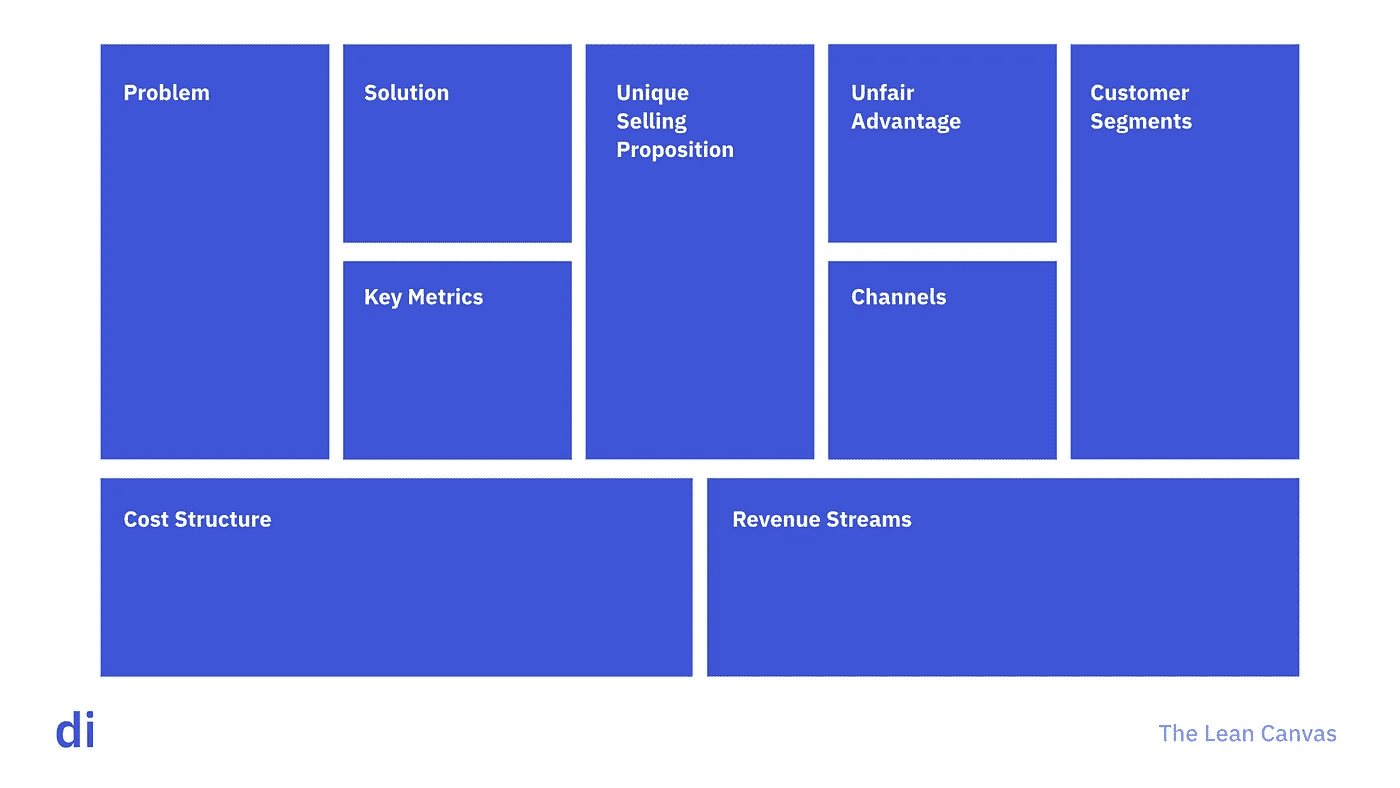 Problem
Solution
Unique
Selling
Proposition
Unfair
Advantage
Customer
Segments
Key Metrics
Channels
Cost Structure
Revenue Streams
di
The Lean Canvas